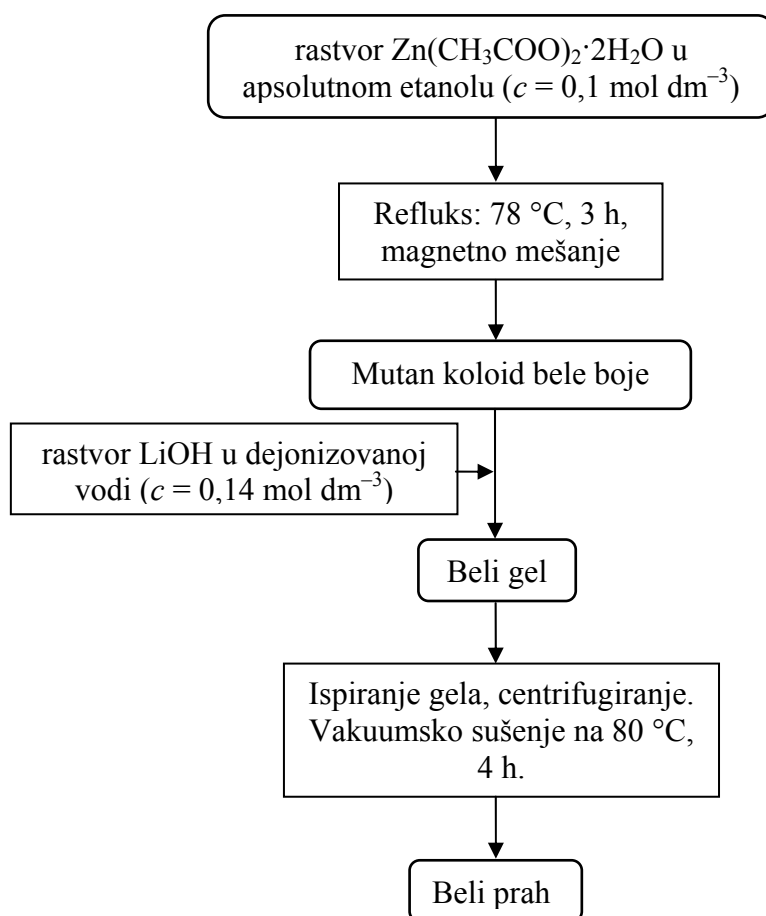 rastvor Zn(CH₃COO)₂·2H₂O u
apsolutnom etanolu (c = 0,1 mol dm⁻³)
Refluks: 78 °C, 3 h,
magnetno mešanje
Mutan koloid bele boje
rastvor LiOH u dejonizovanoj
vodi (c = 0,14 mol dm⁻³)
Beli gel
Ispiranje gela, centrifugiranje.
Vakuumsko sušenje na 80 °C,
4 h.
Beli prah